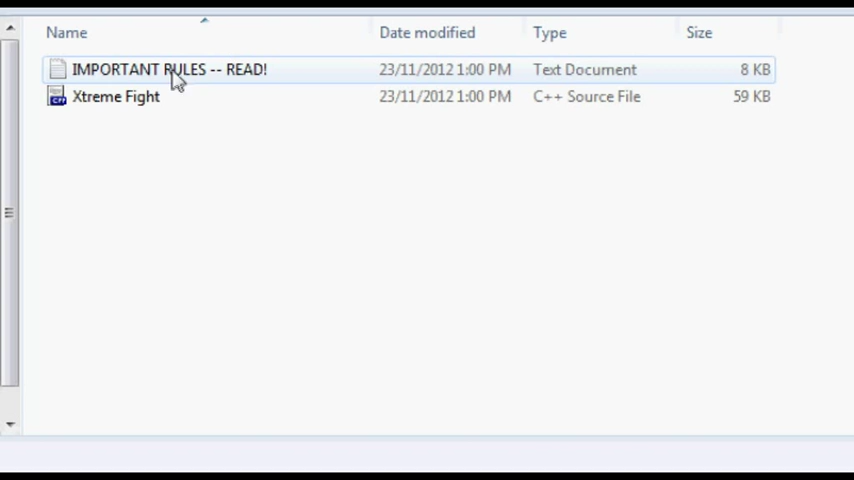 Name Date modified Type Size
IMPORTANT RULES -- READ! 23/11/2012 1:00 PM Text Document 8 KB
Xtreme Fight 23/11/2012 1:00 PM C++ Source File 59 KB